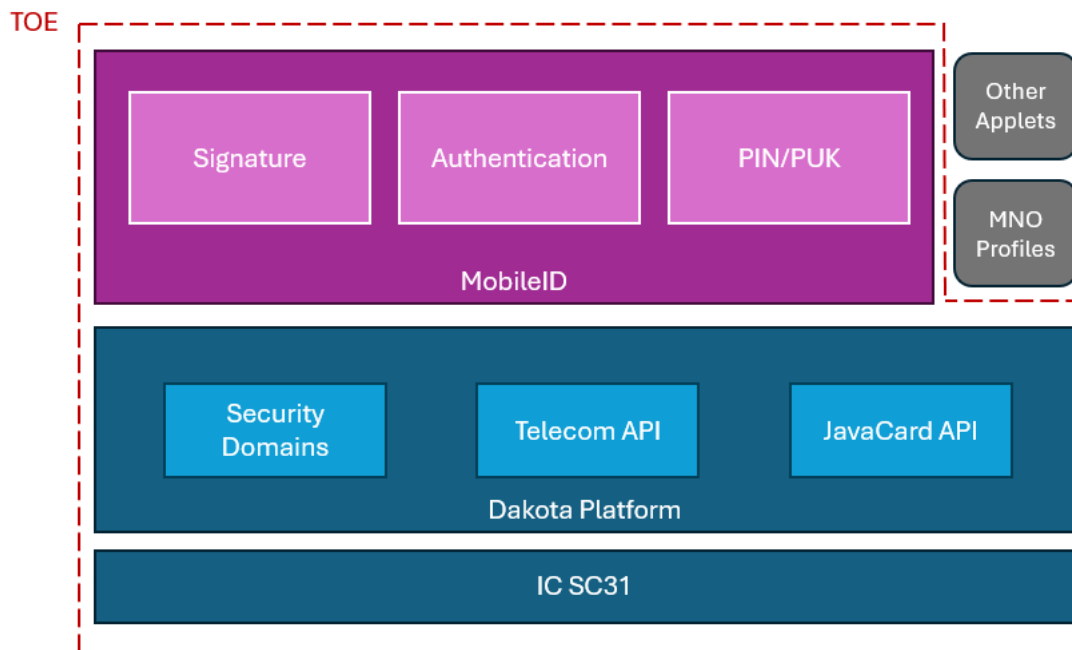 TOE
Signature
Authentication
PIN/PUK
MobileID
Other
Applets
MNO
Profiles
Security
Domains
Telecom API
JavaCard API
Dakota Platform
IC SC31